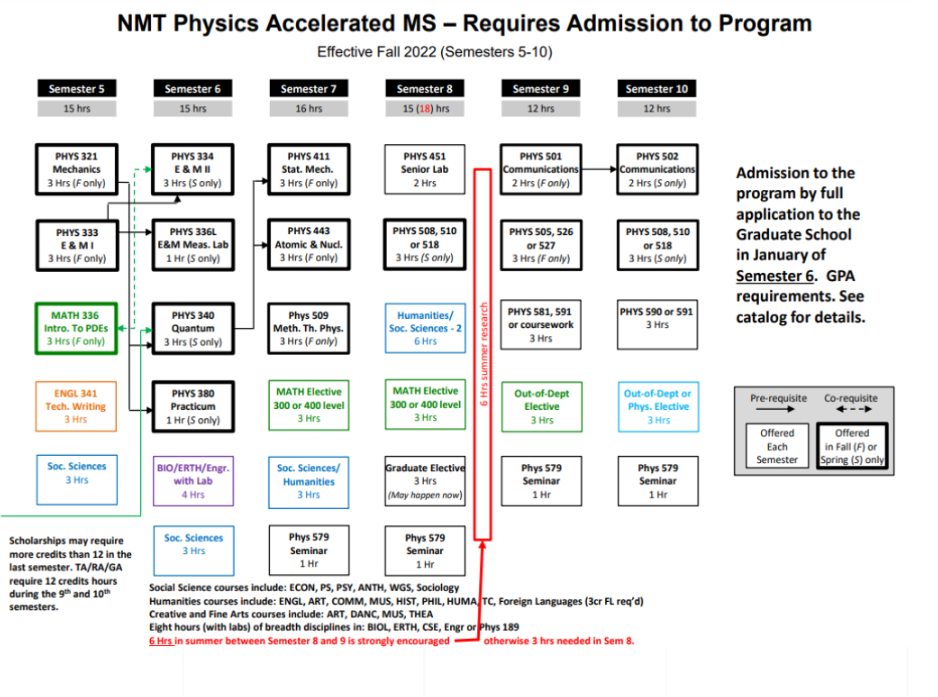 NMT Physics Accelerated MS – Requires Admission to Program
Effective Fall 2022 (Semesters 5-10)
Semester 5
15 hrs
PHYS 321
Mechanics
3 Hrs (F only)
PHYS 333
E & M I
3 Hrs (F only)
MATH 336
Intro. To PDEs
3 Hrs (F only)
ENGL 341
Tech. Writing
3 Hrs
Soc. Sciences
3 Hrs
Semester 6
15 hrs
PHYS 334
E & M II
3 Hrs (S only)
PHYS 336L
E&M Meas. Lab
1 Hr (S only)
PHYS 340
Quantum
3 Hrs (S only)
PHYS 380
Practicum
1 Hr (S only)
BIO/ERTH/Engr.
with Lab
4 Hrs
Soc. Sciences
3 Hrs
Semester 7
16 hrs
PHYS 411
Stat. Mech.
3 Hrs (F only)
PHYS 443
Atomic & Nucl.
3 Hrs (F only)
Phys 509
Meth. Th. Phys.
3 Hrs (F only)
MATH Elective
300 or 400 level
3 Hrs
Soc. Sciences/
Humanities
3 Hrs
Phys 579
Seminar
1 Hr
Semester 8
15 (18) hrs
PHYS 451
Senior Lab
2 Hrs
PHYS 508, 510
or 518
3 Hrs (S only)
Humanities/
Soc. Sciences - 2
6 Hrs
MATH Elective
300 or 400 level
3 Hrs
Graduate Elective
3 Hrs
(May happen now)
Phys 579
Seminar
1 Hr
6 Hrs summer research
Semester 9
12 hrs
PHYS 501
Communications
2 Hrs (F only)
PHYS 505, 526
or 527
3 Hrs (F only)
PHYS 581, 591
or coursework
3 Hrs
Out-of-Dept
Elective
3 Hrs
Phys 579
Seminar
1 Hr
Semester 10
12 hrs
PHYS 502
Communications
2 Hrs (S only)
PHYS 508, 510
or 518
3 Hrs (S only)
PHYS 590 or 591
3 Hrs
Out-of-Dept or
Phys. Elective
3 Hrs
Phys 579
Seminar
1 Hr
Admission to the
program by full
application to the
Graduate School
in January of
Semester 6. GPA
requirements. See
catalog for details.
Pre-requisite
Co-requisite
Offered
Each
Semester
Offered
in Fall (F) or
Spring (S) only
Scholarships may require
more credits than 12 in the
last semester. TA/RA/GA
require 12 credits hours
during the 9th and 10th
semesters.
Social Science courses include: ECON, PS, PSY, ANTH, WGS, Sociology
Humanities courses include: ENGL, ART, COMM, MUS, HIST, PHIL, HUMA, TC, Foreign Languages (3cr FL req'd)
Creative and Fine Arts courses include: ART, DANC, MUS, THEA
Eight hours (with labs) of breadth disciplines in: BIOL, ERTH, CSE, Engr or Phys 189
6 Hrs in summer between Semester 8 and 9 is strongly encouraged otherwise 3 hrs needed in Sem 8.